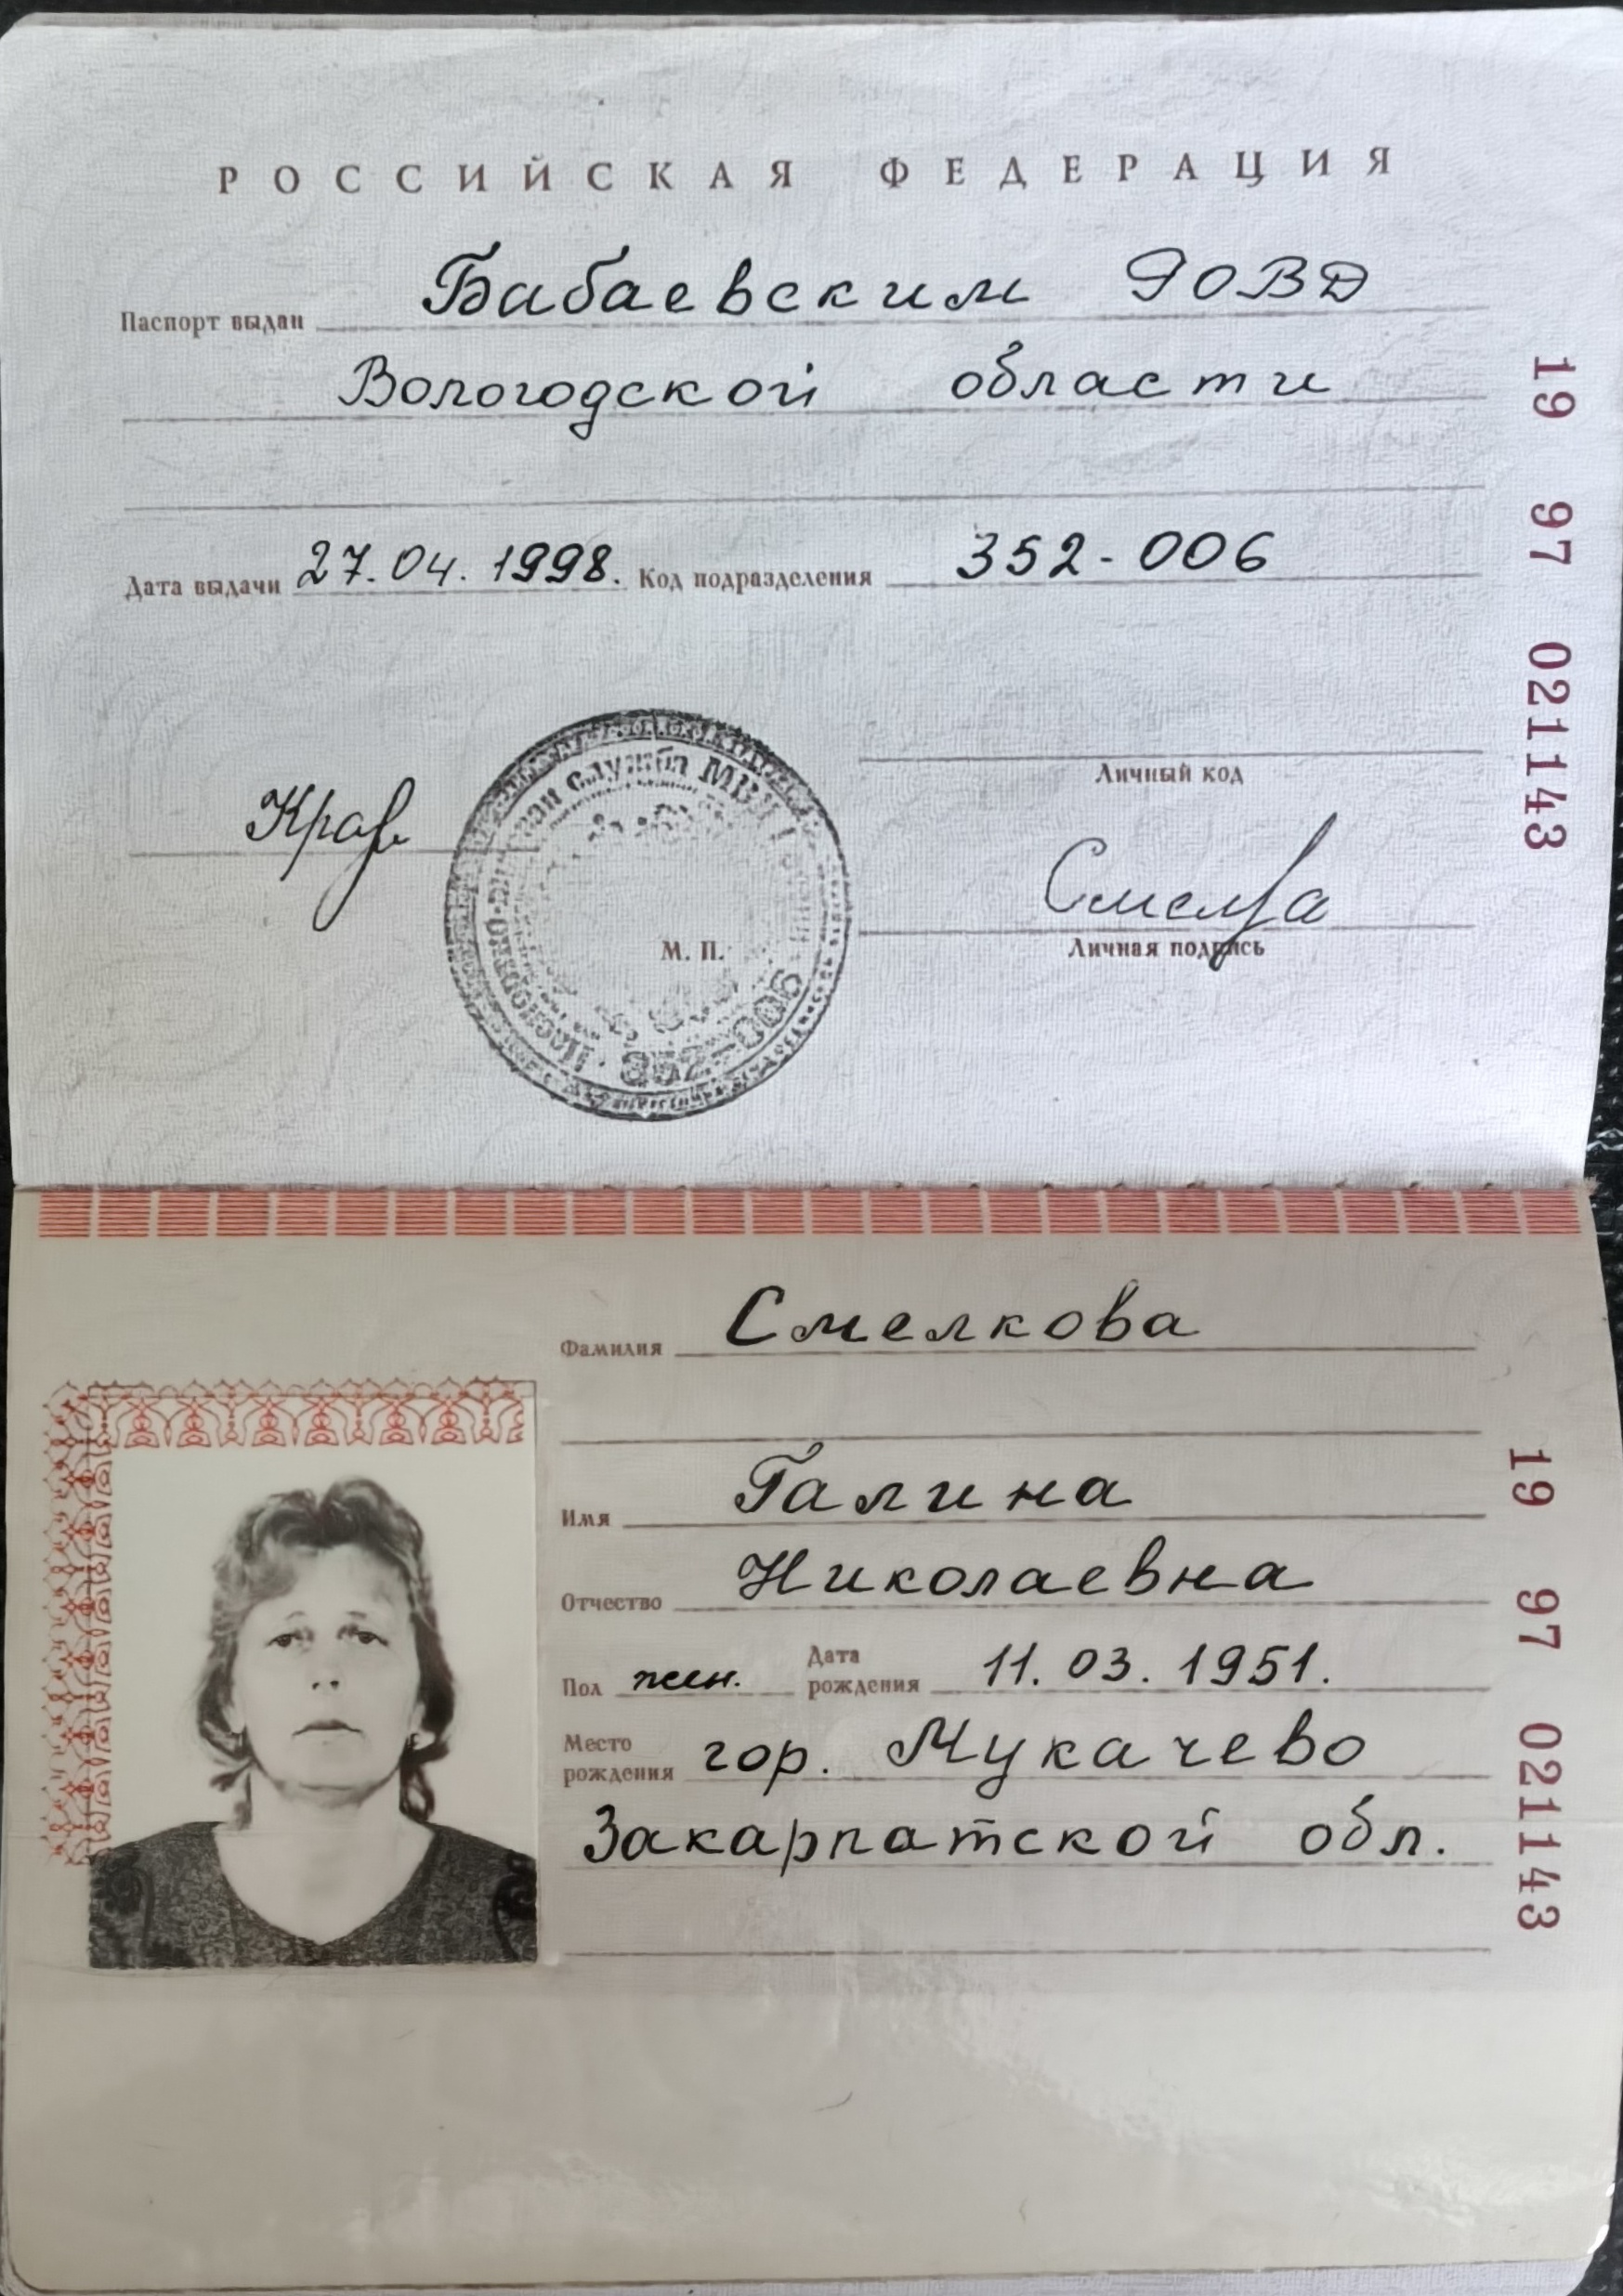 РОССИЙСКАЯ ФЕДЕРАЦИЯ
Паспорт выдан Бабаевским РОВД
Вологодской области
Дата выдачи 27.04.1998. Код подразделения 352-006
Личный код
М. П.
Личная подпись
19 97 021143
Фамилия Смелкова
Имя Галина
Отчество Николаевна
Пол жен. Дата рождения 11.03.1951.
Место рождения гор. Мукачево
Закарпатской обл.
19 97 021143